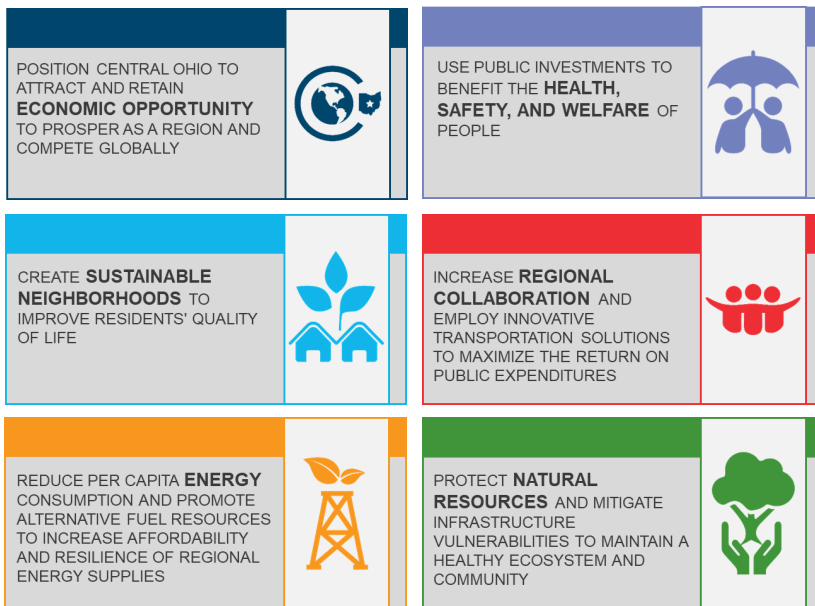 POSITION CENTRAL OHIO TO
ATTRACT AND RETAIN
ECONOMIC OPPORTUNITY
TO PROSPER AS A REGION AND
COMPETE GLOBALLY
USE PUBLIC INVESTMENTS TO
BENEFIT THE HEALTH,
SAFETY, AND WELFARE OF
PEOPLE
CREATE SUSTAINABLE
NEIGHBORHOODS TO
IMPROVE RESIDENTS' QUALITY
OF LIFE
INCREASE REGIONAL
COLLABORATION AND
EMPLOY INNOVATIVE
TRANSPORTATION SOLUTIONS
TO MAXIMIZE THE RETURN ON
PUBLIC EXPENDITURES
REDUCE PER CAPITA ENERGY
CONSUMPTION AND PROMOTE
ALTERNATIVE FUEL RESOURCES
TO INCREASE AFFORDABILITY
AND RESILIENCE OF REGIONAL
ENERGY SUPPLIES
PROTECT NATURAL
RESOURCES AND MITIGATE
INFRASTRUCTURE
VULNERABILITIES TO MAINTAIN A
HEALTHY ECOSYSTEM AND
COMMUNITY